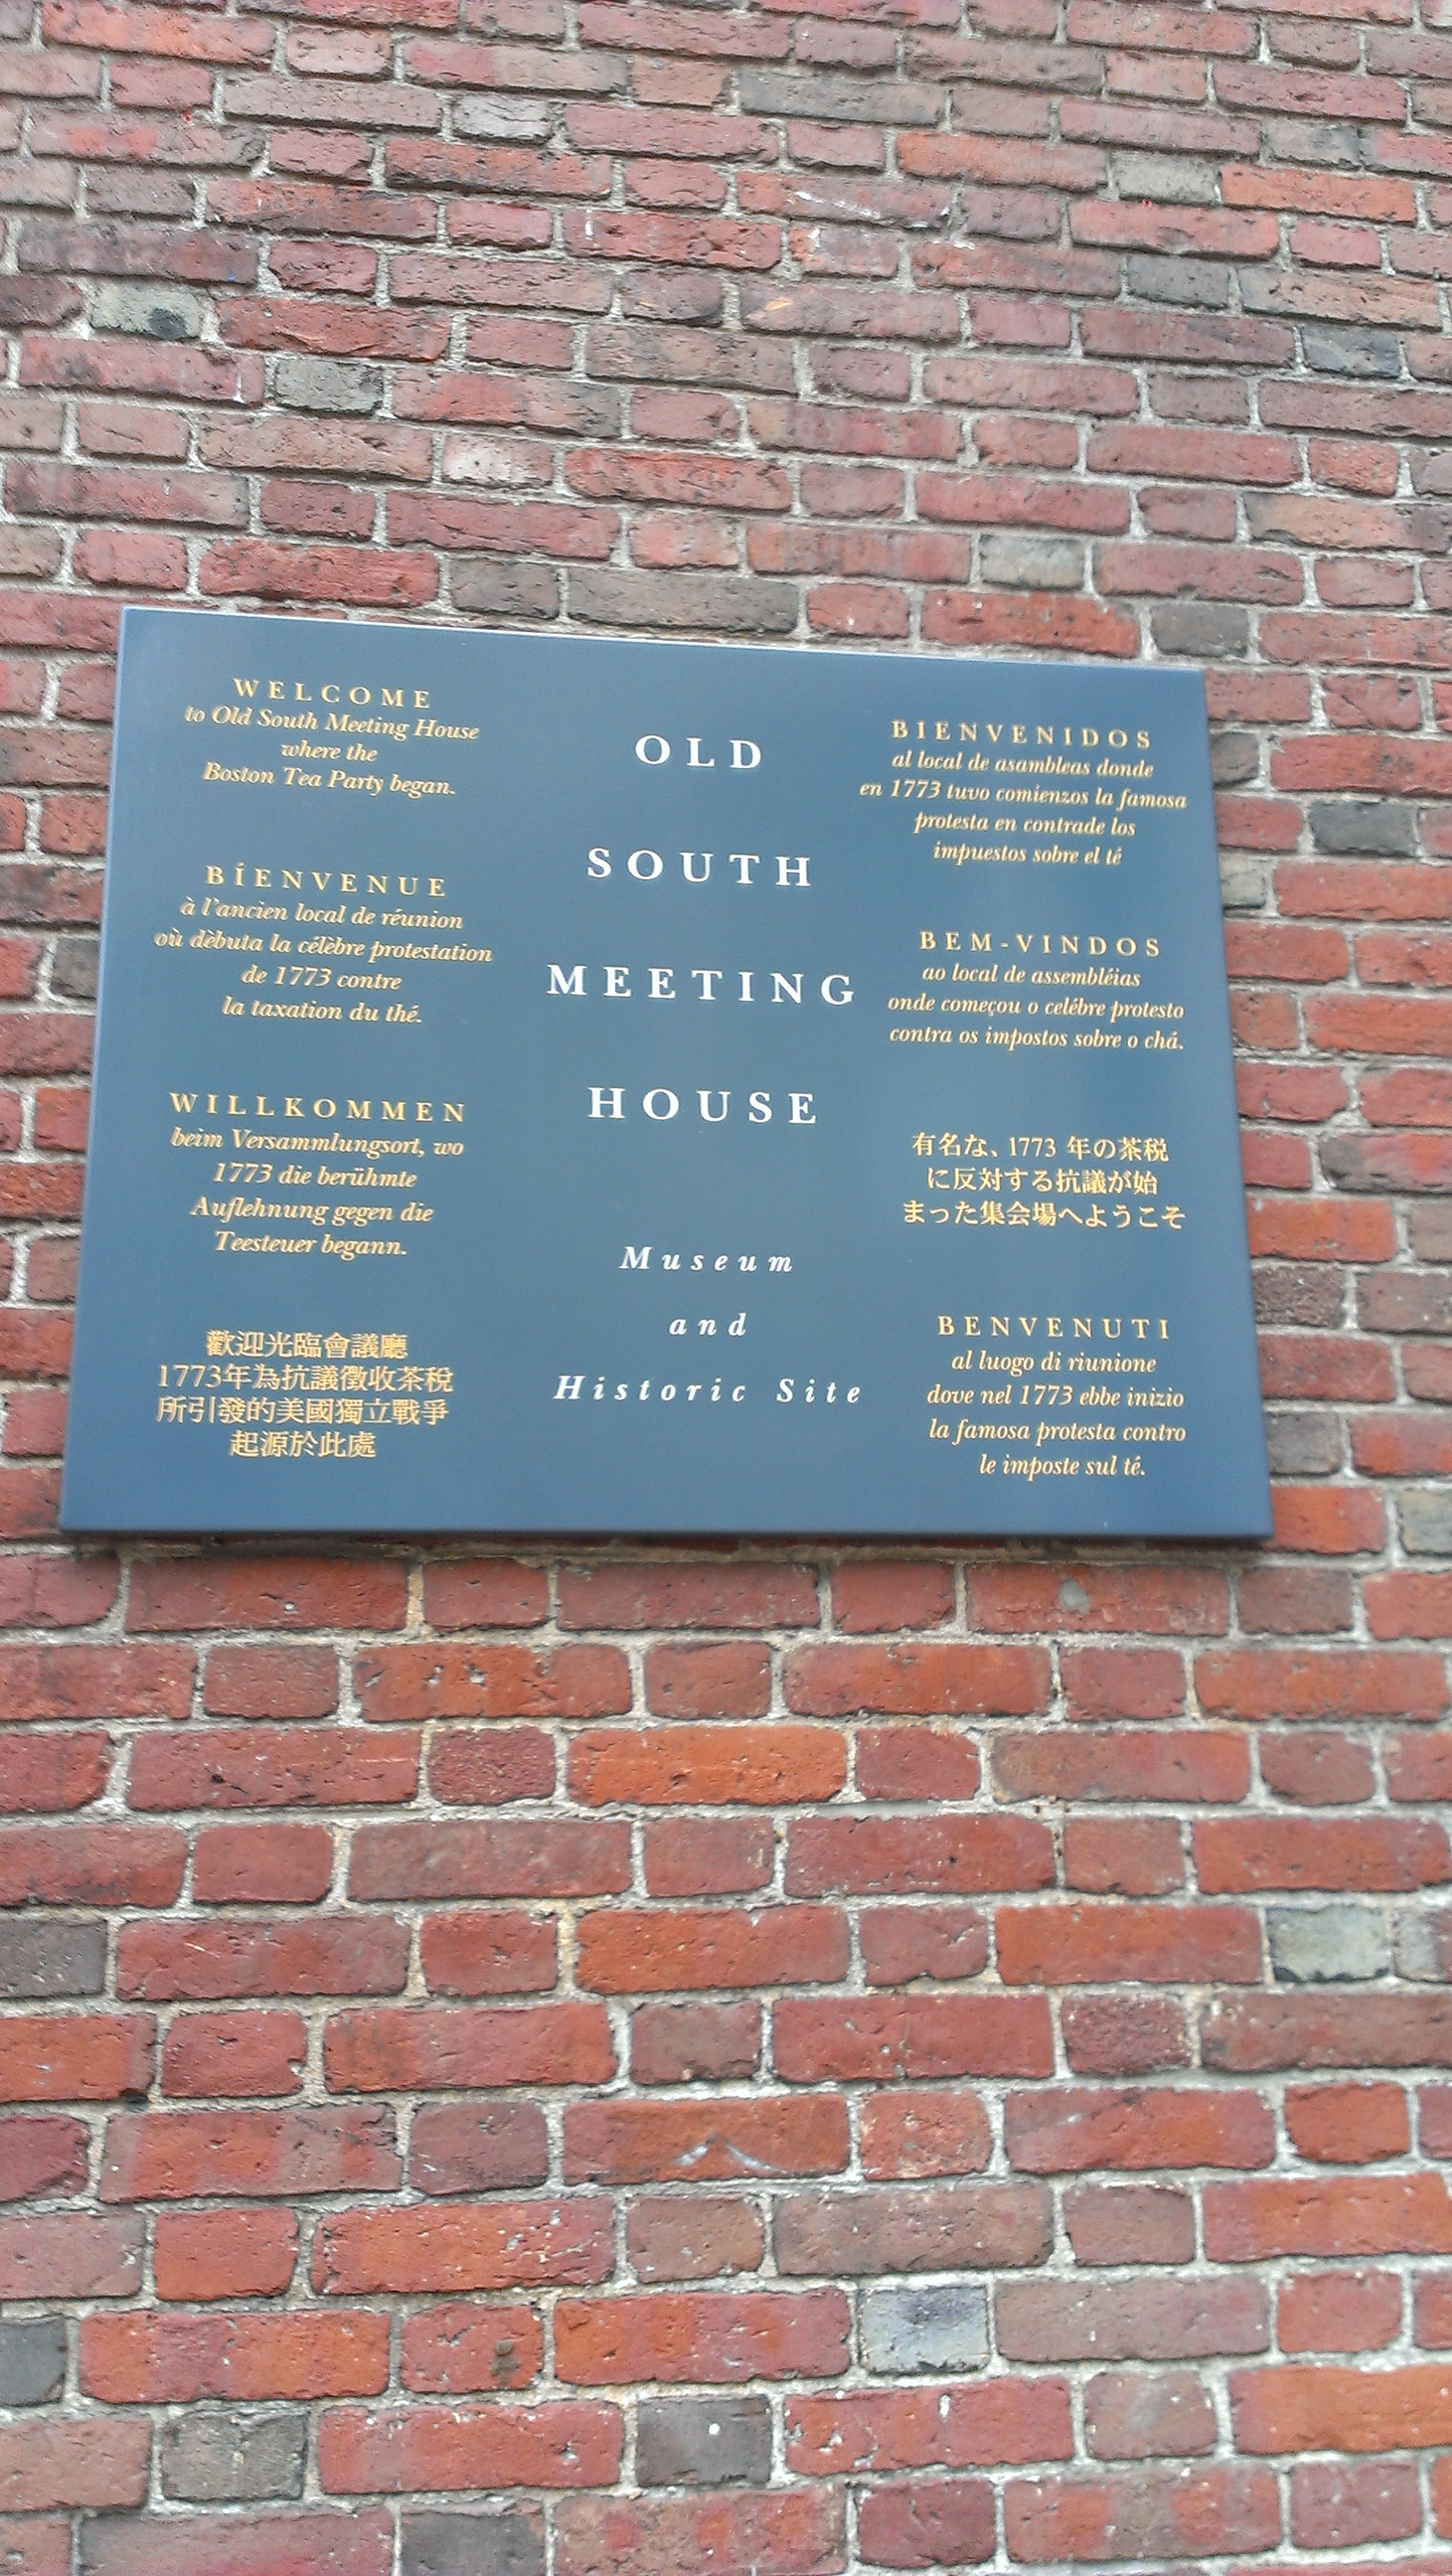 WELCOME
to Old South Meeting House
where the
Boston Tea Party began.
BÍENVENUE
à l'ancien local de réunion
où dèbuta la célèbre protestation
de 1773 contre
la taxation du thé.
WILLKOMMEN
beim Versammlungsort, wo
1773 die berühmte
Auflehnung gegen die
Teesteuer begann.
歡迎光臨會議廳
1773年為抗議徵收茶稅
所引發的美國獨立戰爭
起源於此處
OLD
SOUTH
MEETING
HOUSE
Museum
and
Historic Site
BIENVENIDOS
al local de asambleas donde
en 1773 tuvo comienzos la famosa
protesta en contrade los
impuestos sobre el té
BEM-VINDOS
ao local de assembléias
onde começou o celébre protesto
contra os impostos sobre o chá.
有名な、1773 年の茶税
に反対する抗議が始
まった集会場へようこそ
BENVENUTI
al luogo di riunione
dove nel 1773 ebbe inizio
la famosa protesta contro
le imposte sul té.